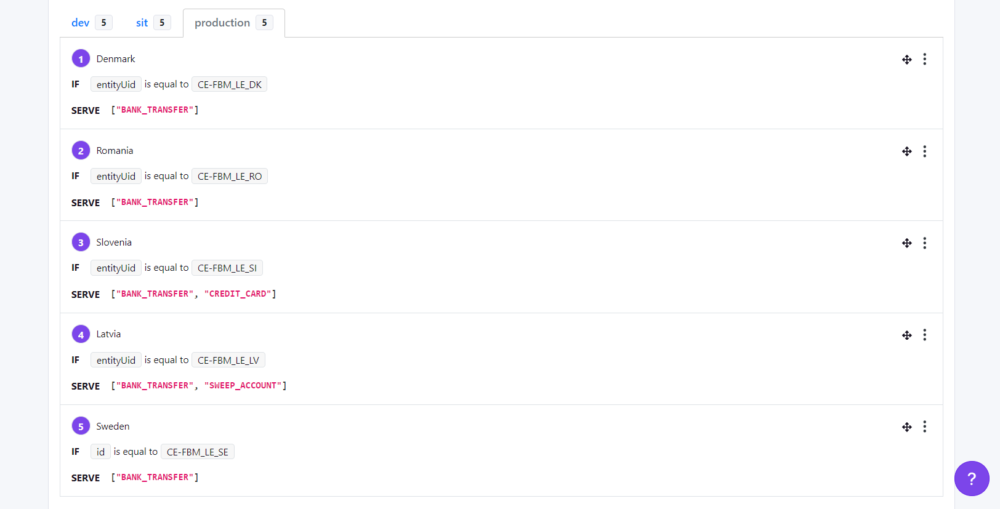 dev 5 sit 5 production 5
1 Denmark
IF entityUid is equal to CE-FBM_LE_DK
SERVE ["BANK_TRANSFER"]
2 Romania
IF entityUid is equal to CE-FBM_LE_RO
SERVE ["BANK_TRANSFER"]
3 Slovenia
IF entityUid is equal to CE-FBM_LE_SI
SERVE ["BANK_TRANSFER", "CREDIT_CARD"]
4 Latvia
IF entityUid is equal to CE-FBM_LE_LV
SERVE ["BANK_TRANSFER", "SWEEP_ACCOUNT"]
5 Sweden
IF id is equal to CE-FBM_LE_SE
SERVE ["BANK_TRANSFER"]
?